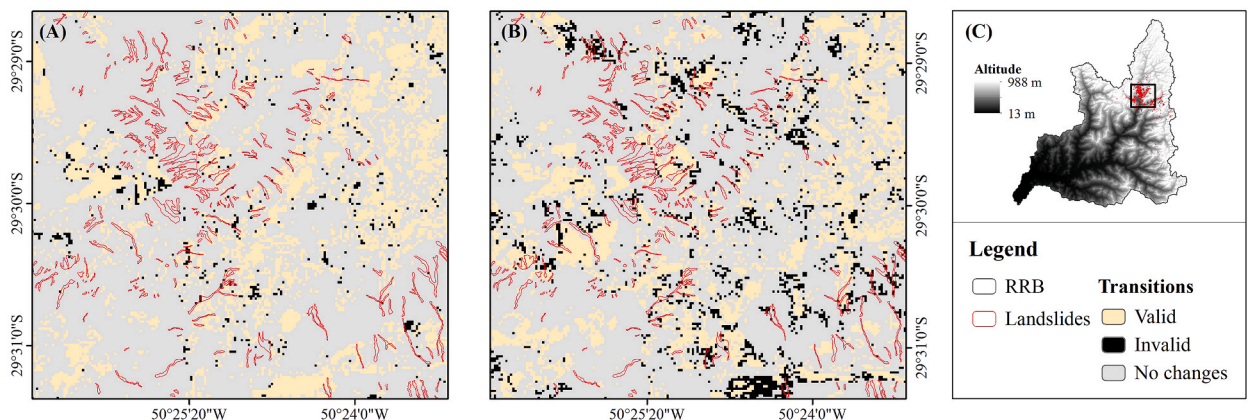 (A)
29°29'0"S
29°30'0"S
29°31'0"S
50°25'20"W
50°24'0"W
(B)
29°29'0"S
29°30'0"S
29°31'0"S
50°25'20"W
50°24'0"W
(C)
Altitude
988 m
13 m
Legend
RRB
Landslides
Transitions
Valid
Invalid
No changes